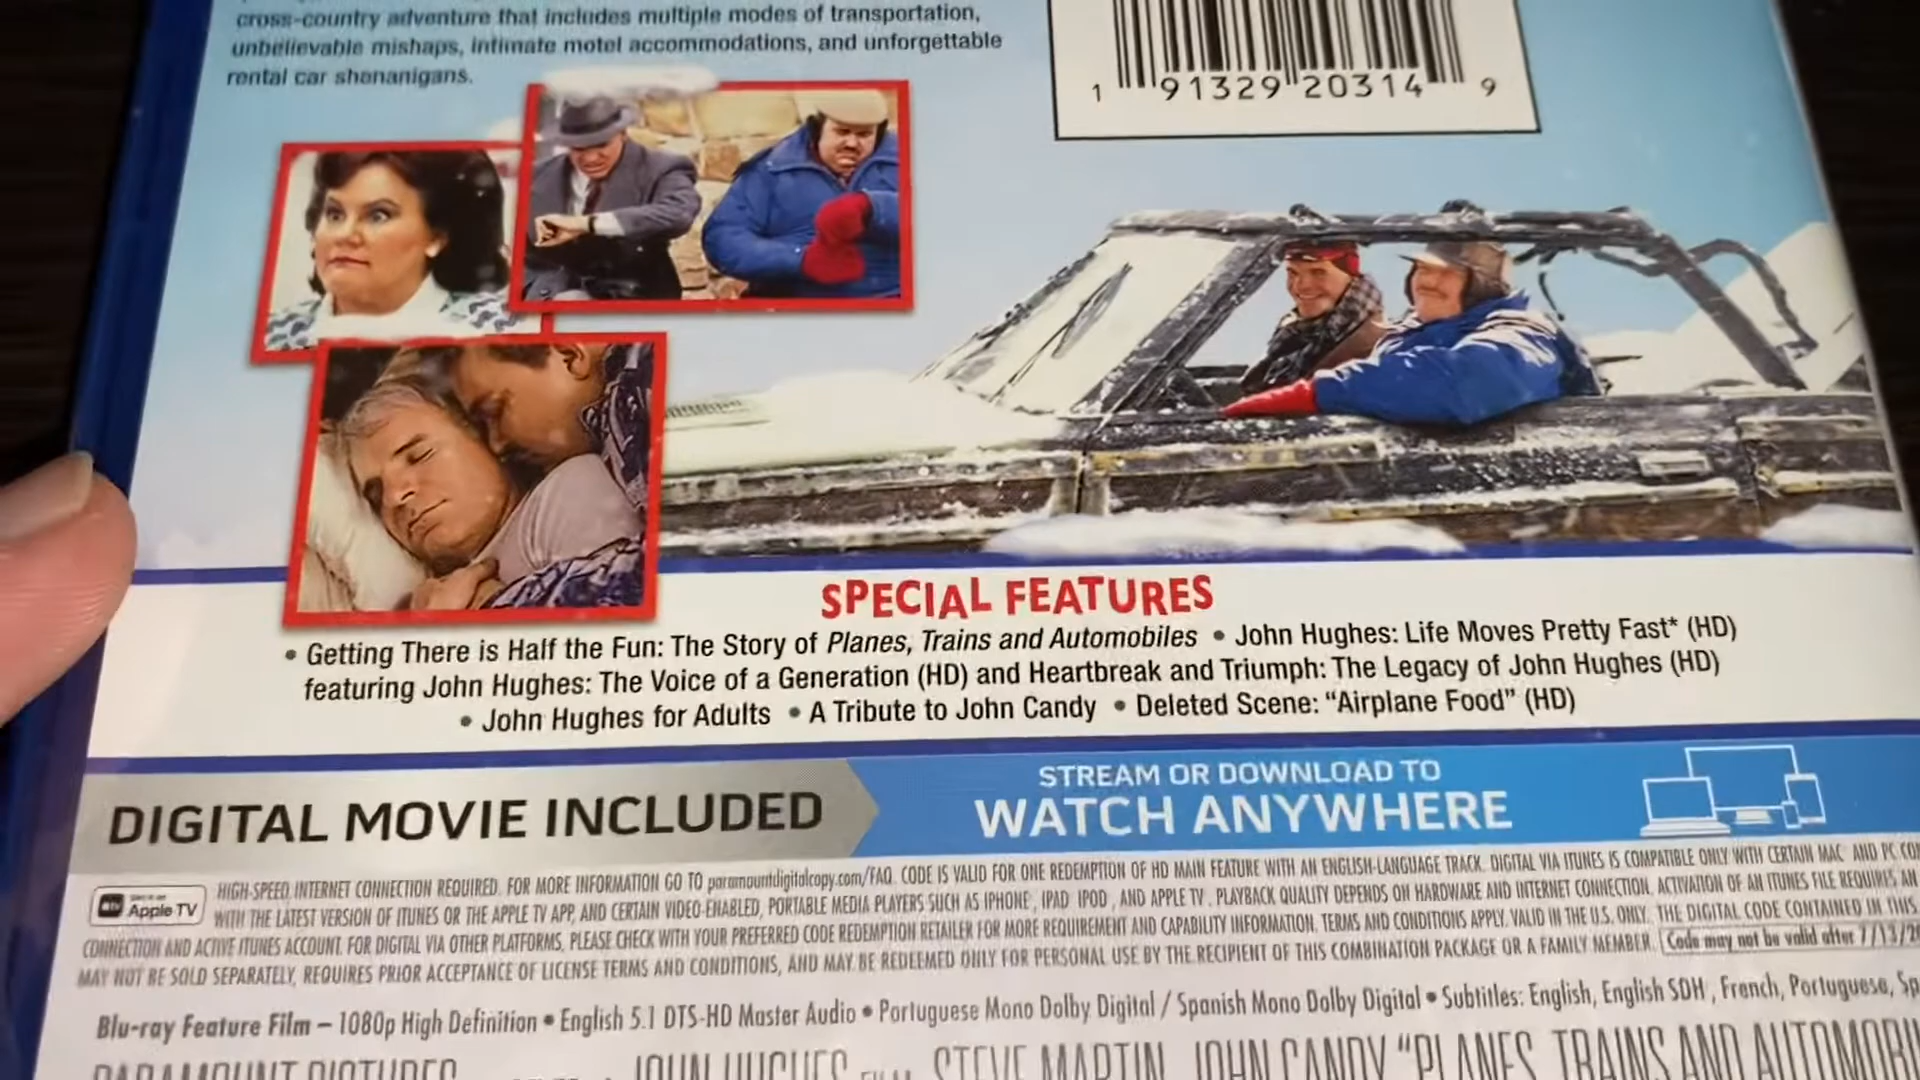 cross-country adventure that includes multiple modes of transportation,
unbelievable mishaps, intimate motel accommodations, and unforgettable
rental car shenanigans.
1 91329 20314 9
SPECIAL FEATURES
• Getting There is Half the Fun: The Story of Planes, Trains and Automobiles • John Hughes: Life Moves Pretty Fast* (HD)
featuring John Hughes: The Voice of a Generation (HD) and Heartbreak and Triumph: The Legacy of John Hughes (HD)
• John Hughes for Adults • A Tribute to John Candy • Deleted Scene: “Airplane Food” (HD)
DIGITAL MOVIE INCLUDED
STREAM OR DOWNLOAD TO
WATCH ANYWHERE
Apple TV
HIGH-SPEED INTERNET CONNECTION REQUIRED. FOR MORE INFORMATION GO TO paramountdigitalcopy.com/FAQ. CODE IS VALID FOR ONE REDEMPTION OF HD MAIN FEATURE WITH AN ENGLISH-LANGUAGE TRACK. DIGITAL VIA ITUNES IS COMPATIBLE ONLY WITH CERTAIN MAC AND PC
WITH THE LATEST VERSION OF ITUNES OR THE APPLE TV APP, AND CERTAIN VIDEO-ENABLED, PORTABLE MEDIA PLAYERS SUCH AS IPHONE, IPAD IPOD, AND APPLE TV. PLAYBACK QUALITY DEPENDS ON HARDWARE AND INTERNET CONNECTION. ACTIVATION OF AN ITUNES FILE REQUIRES AN
CONNECTION AND ACTIVE ITUNES ACCOUNT. FOR DIGITAL VIA OTHER PLATFORMS, PLEASE CHECK WITH YOUR PREFERRED CODE REDEMPTION RETAILER FOR MORE REQUIREMENT AND CAPABILITY INFORMATION. TERMS AND CONDITIONS APPLY. VALID IN THE U.S. ONLY. THE DIGITAL CODE CONTAINED IN THIS
MAY NOT BE SOLD SEPARATELY, REQUIRES PRIOR ACCEPTANCE OF LICENSE TERMS AND CONDITIONS, AND MAY BE REDEEMED ONLY FOR PERSONAL USE BY THE RECIPIENT OF THIS COMBINATION PACKAGE OR A FAMILY MEMBER. Code may not be valid after 7/13/
Blu-ray Feature Film – 1080p High Definition • English 5.1 DTS-HD Master Audio • Portuguese Mono Dolby Digital / Spanish Mono Dolby Digital • Subtitles: English, English SDH, French, Portuguese,
PARAMOUNT PICTURES JOHN HUGHES FILM STEVE MARTIN JOHN CANDY “PLANES, TRAINS AND